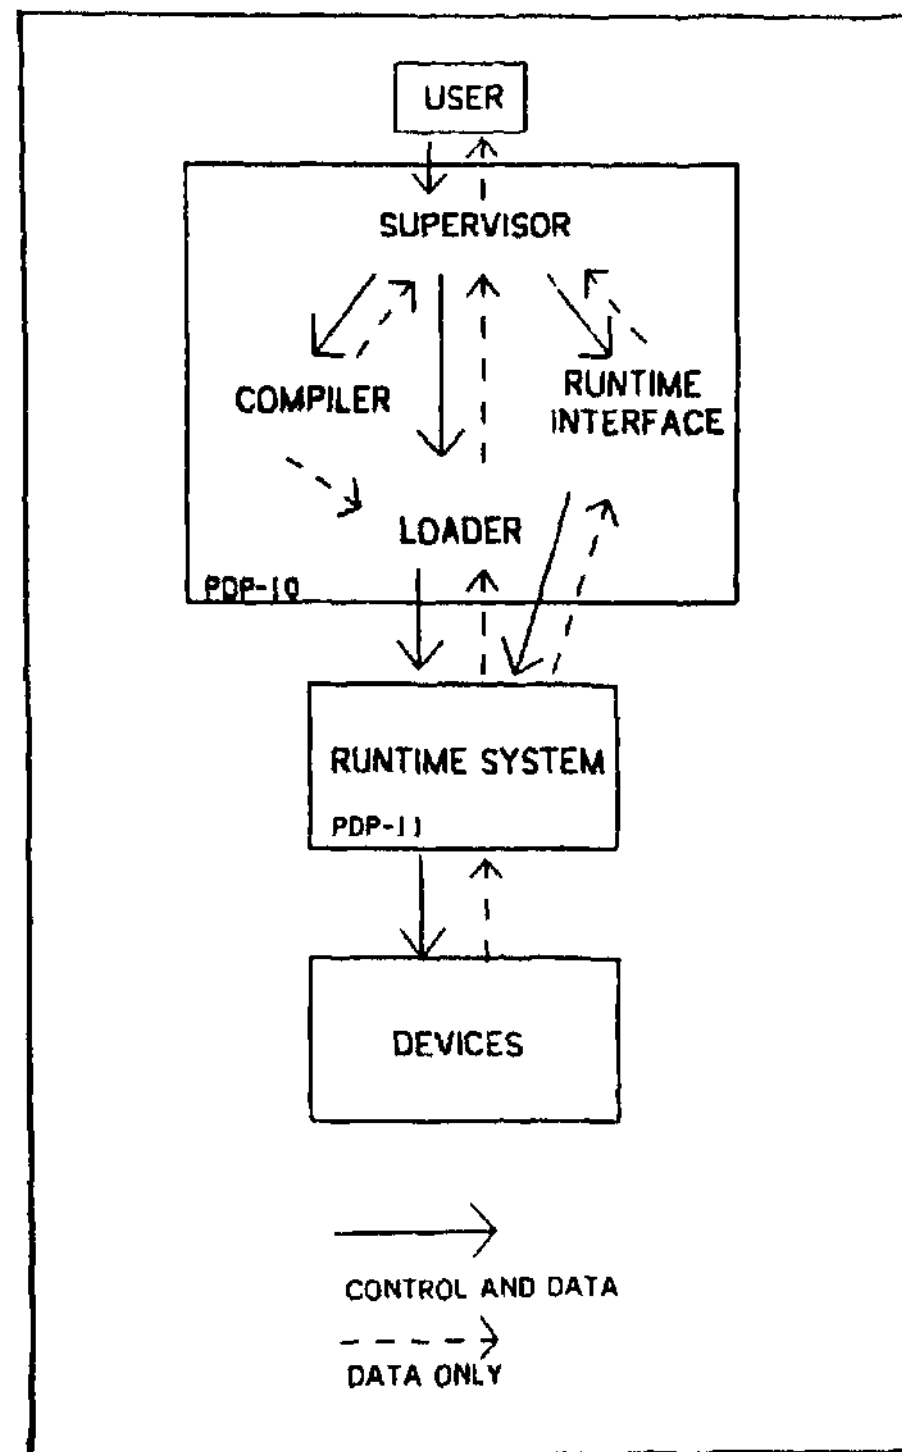 USER
SUPERVISOR
COMPILER
RUNTIME
INTERFACE
LOADER
PDP-10
RUNTIME SYSTEM
PDP-11
DEVICES
CONTROL AND DATA
DATA ONLY